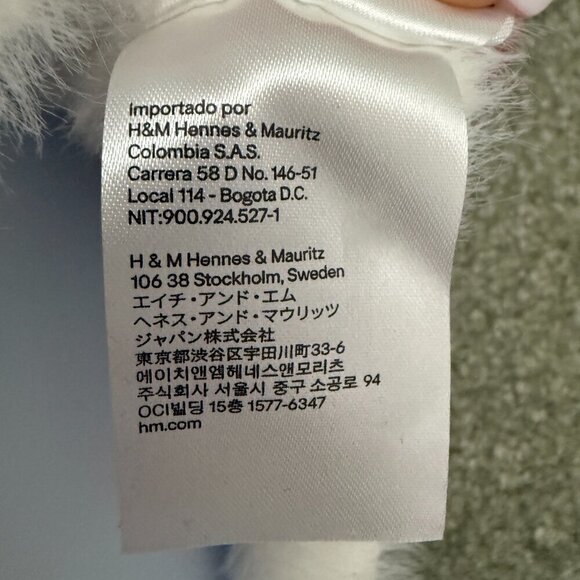 Importado por
H&M Hennes & Mauritz
Colombia S.A.S.
Carrera 58 D No. 146-51
Local 114 - Bogota D.C.
NIT:900.924.527-1
H & M Hennes & Mauritz
106 38 Stockholm, Sweden
エイチ・アンド・エム
ヘネス・アンド・マウリッツ
ジャパン株式会社
東京都渋谷区宇田川町33-6
에이치앤엠헤네스앤모리츠
주식회사 서울시 중구 소공로 94
OCI빌딩 15층 1577-6347
hm.com